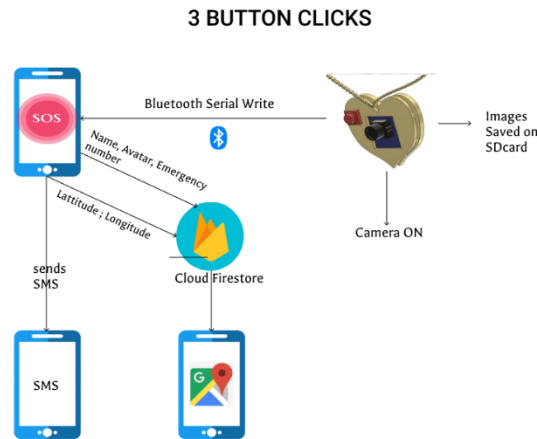 3 BUTTON CLICKS
SOS
Bluetooth Serial Write
Images
Saved on
SDcard
Name, Avatar, Emergency
number
Lattitude ; Longitude
Camera ON
sends
SMS
Cloud Firestore
SMS
G